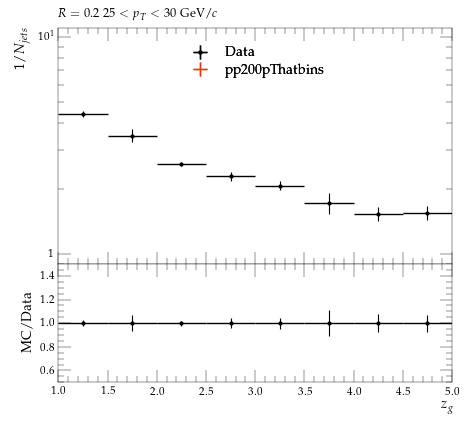 R = 0.2 25 < p_T < 30 GeV/c
1/N_jets
10^1
1
Data
pp200pThatbins
MC/Data
1.4
1.2
1.0
0.8
0.6
1.0 1.5 2.0 2.5 3.0 3.5 4.0 4.5 5.0
z_g